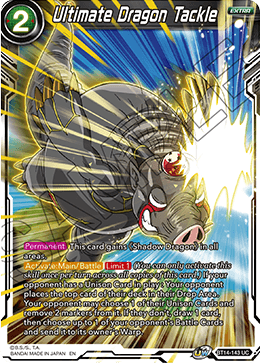 2
Ultimate Dragon Tackle
EXTRA
Permanent This card gains 《Shadow Dragon》 in all
areas.
Activate:Main/Battle Limit 1 (You can only activate this
skill once per turn across all copies of this card.) If your
opponent has a Unison Card in play: Your opponent
places the top card of their deck in their Drop Area.
Your opponent may choose 1 of their Unison Cards and
remove 2 markers from it. If they don't, draw 1 card,
then choose up to 1 of your opponent's Battle Cards
and send it to its owner's Warp.
©B.S./S., T.A.
BANDAI MADE IN JAPAN EN
BT14-143 UC